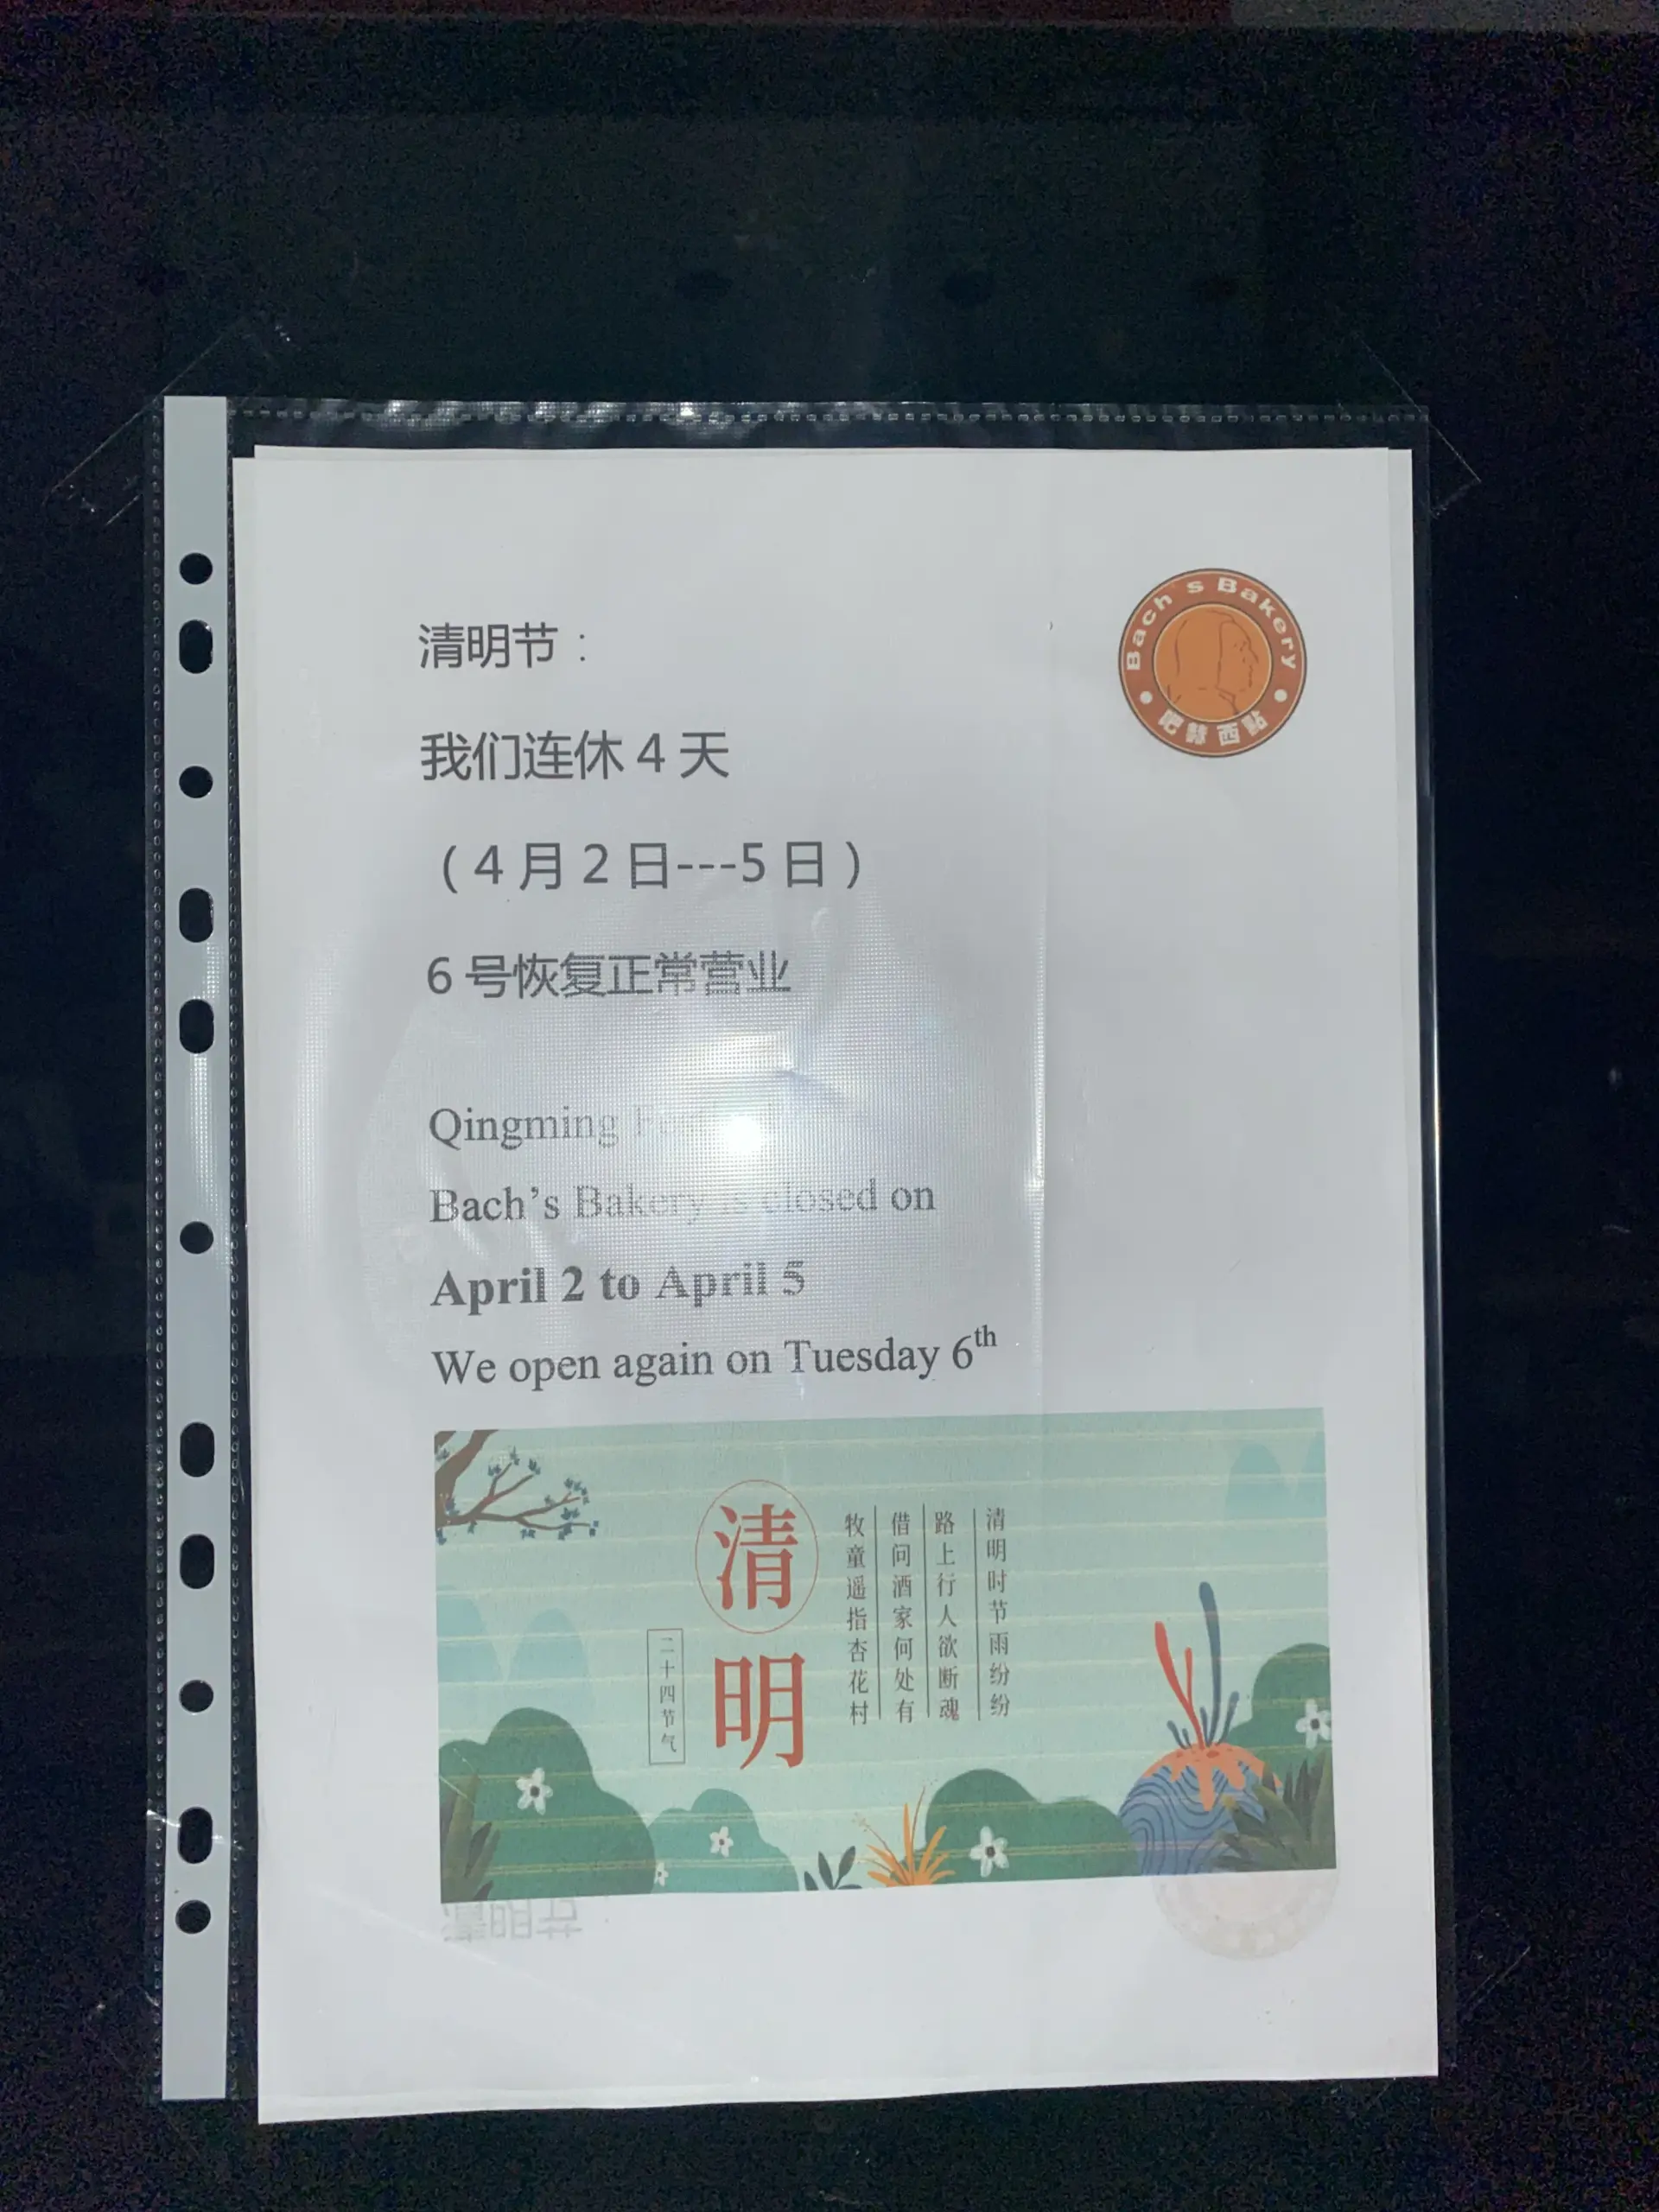 Bach's Bakery
西點
清明节：
我们连休4天
（4月2日---5日）
6号恢复正常营业
Qingming
Bach’s Bakery is closed on
April 2 to April 5
We open again on Tuesday 6th
清明时节雨纷纷
路上行人欲断魂
借问酒家何处有
牧童遥指杏花村
清明
二十四节气